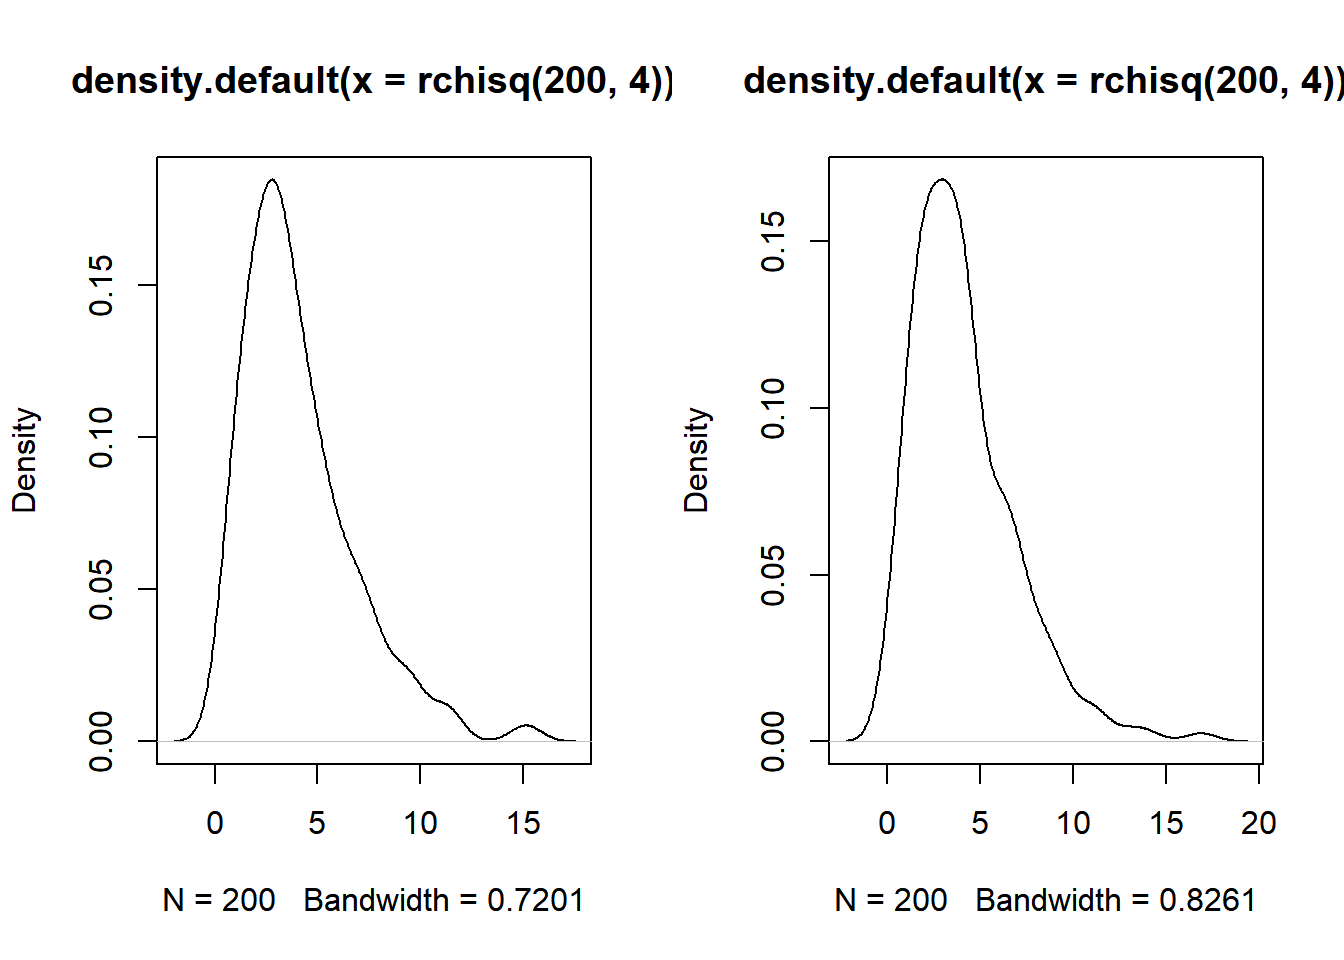 density.default(x = rchisq(200, 4))
Density
0.00 0.05 0.10 0.15
0 5 10 15
N = 200 Bandwidth = 0.7201
density.default(x = rchisq(200, 4))
Density
0.00 0.05 0.10 0.15
0 5 10 15 20
N = 200 Bandwidth = 0.8261